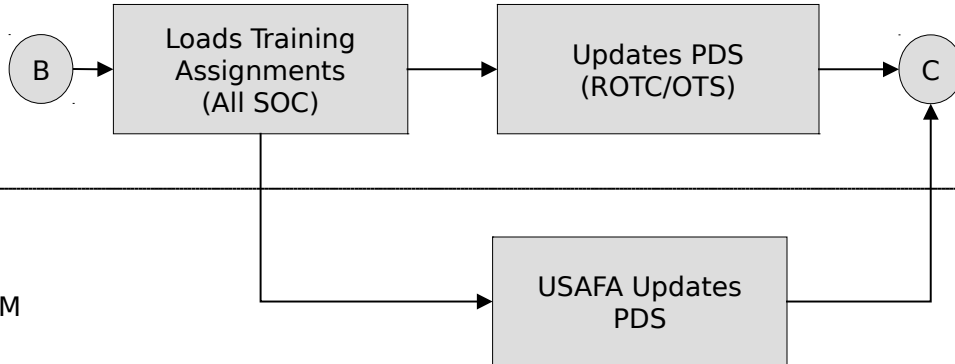 B
Loads Training
Assignments
(All SOC)
Updates PDS
(ROTC/OTS)
C
M
USAFA Updates
PDS